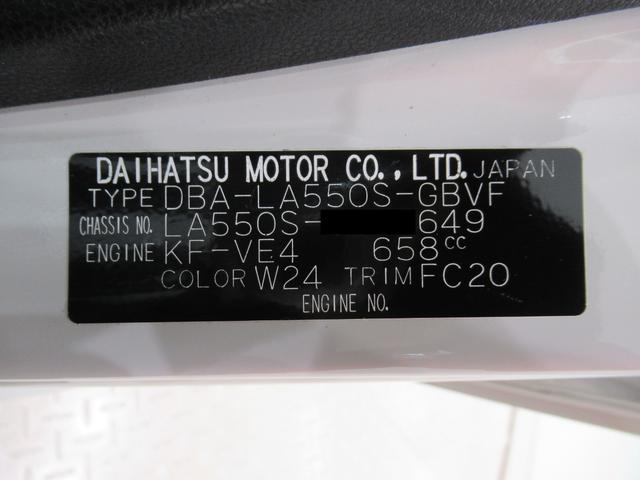 DAIHATSU MOTOR CO., LTD. JAPAN
TYPE DBA-LA550S-GBVF
CHASSIS NO. LA550S- 649
ENGINE KF-VE4 658cc
COLOR W24 TRIM FC20
ENGINE NO.